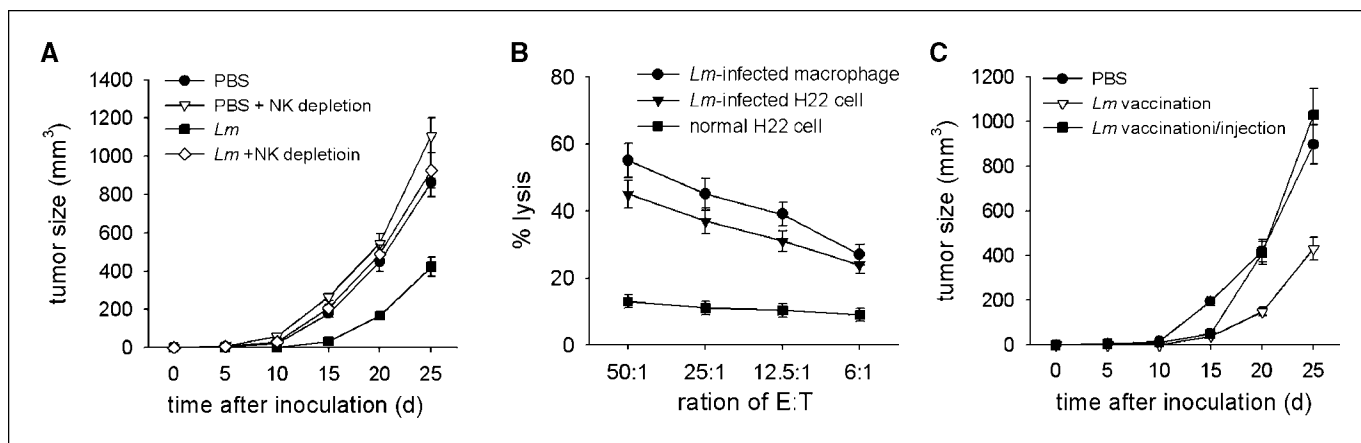 A
B
C
1400
1200
1000
800
600
400
200
0
tumor size (mm3)
PBS
PBS + NK depletion
Lm
Lm +NK depletioin
0 5 10 15 20 25
time after inoculation (d)
80
60
40
20
0
% lysis
Lm-infected macrophage
Lm-infected H22 cell
normal H22 cell
50:1 25:1 12.5:1 6:1
ration of E:T
1200
1000
800
600
400
200
0
tumor size (mm3)
PBS
Lm vaccination
Lm vaccinationi/injection
0 5 10 15 20 25
time after inoculation (d)